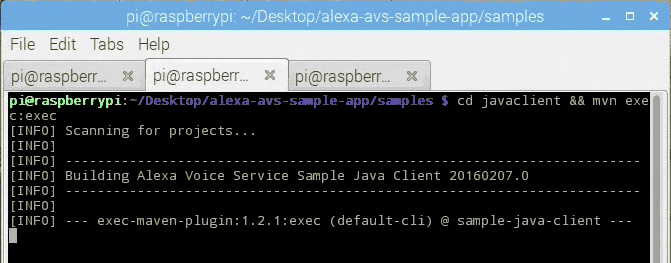 pi@raspberrypi: ~/Desktop/alexa-avs-sample-app/samples
File Edit Tabs Help
pi@raspberr... pi@raspberr... pi@raspberr...
pi@raspberrypi:~/Desktop/alexa-avs-sample-app/samples $ cd javaclient && mvn exe
c:exec
[INFO] Scanning for projects...
[INFO]
[INFO] ------------------------------------------------------------------------
[INFO] Building Alexa Voice Service Sample Java Client 20160207.0
[INFO] ------------------------------------------------------------------------
[INFO]
[INFO] --- exec-maven-plugin:1.2.1:exec (default-cli) @ sample-java-client ---